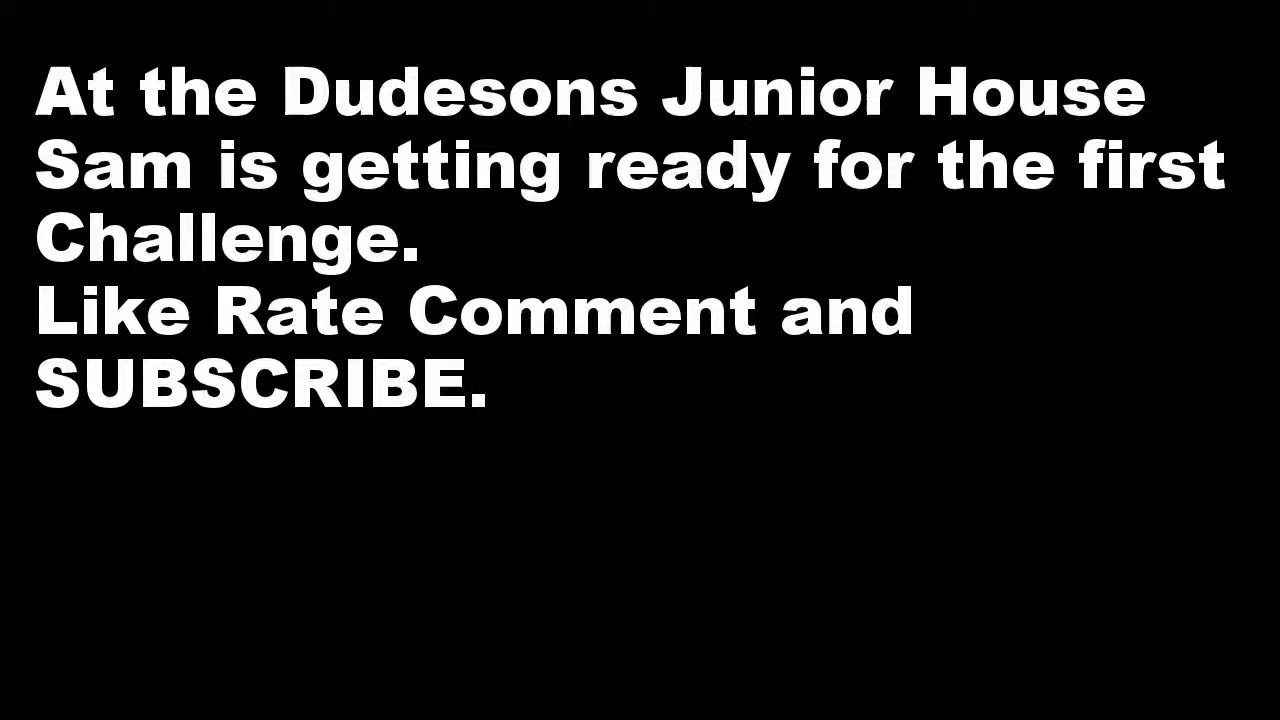 At the Dudesons Junior House
Sam is getting ready for the first
Challenge.
Like Rate Comment and
SUBSCRIBE.